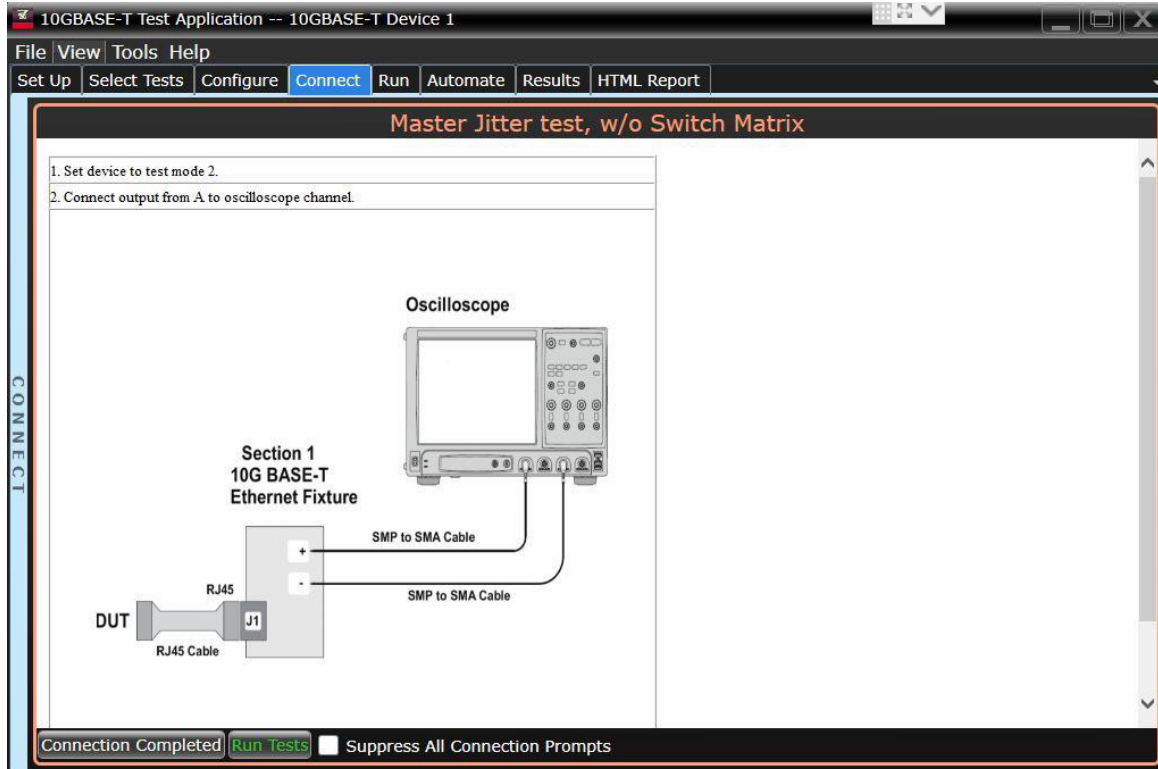 10GBASE-T Test Application -- 10GBASE-T Device 1
File View Tools Help
Set Up Select Tests Configure Connect Run Automate Results HTML Report
Master Jitter test, w/o Switch Matrix
CONNECT
1. Set device to test mode 2.
2. Connect output from A to oscilloscope channel.
Oscilloscope
Section 1
10G BASE-T
Ethernet Fixture
+
SMP to SMA Cable
-
SMP to SMA Cable
RJ45
DUT
J1
RJ45 Cable
Connection Completed Run Tests Suppress All Connection Prompts